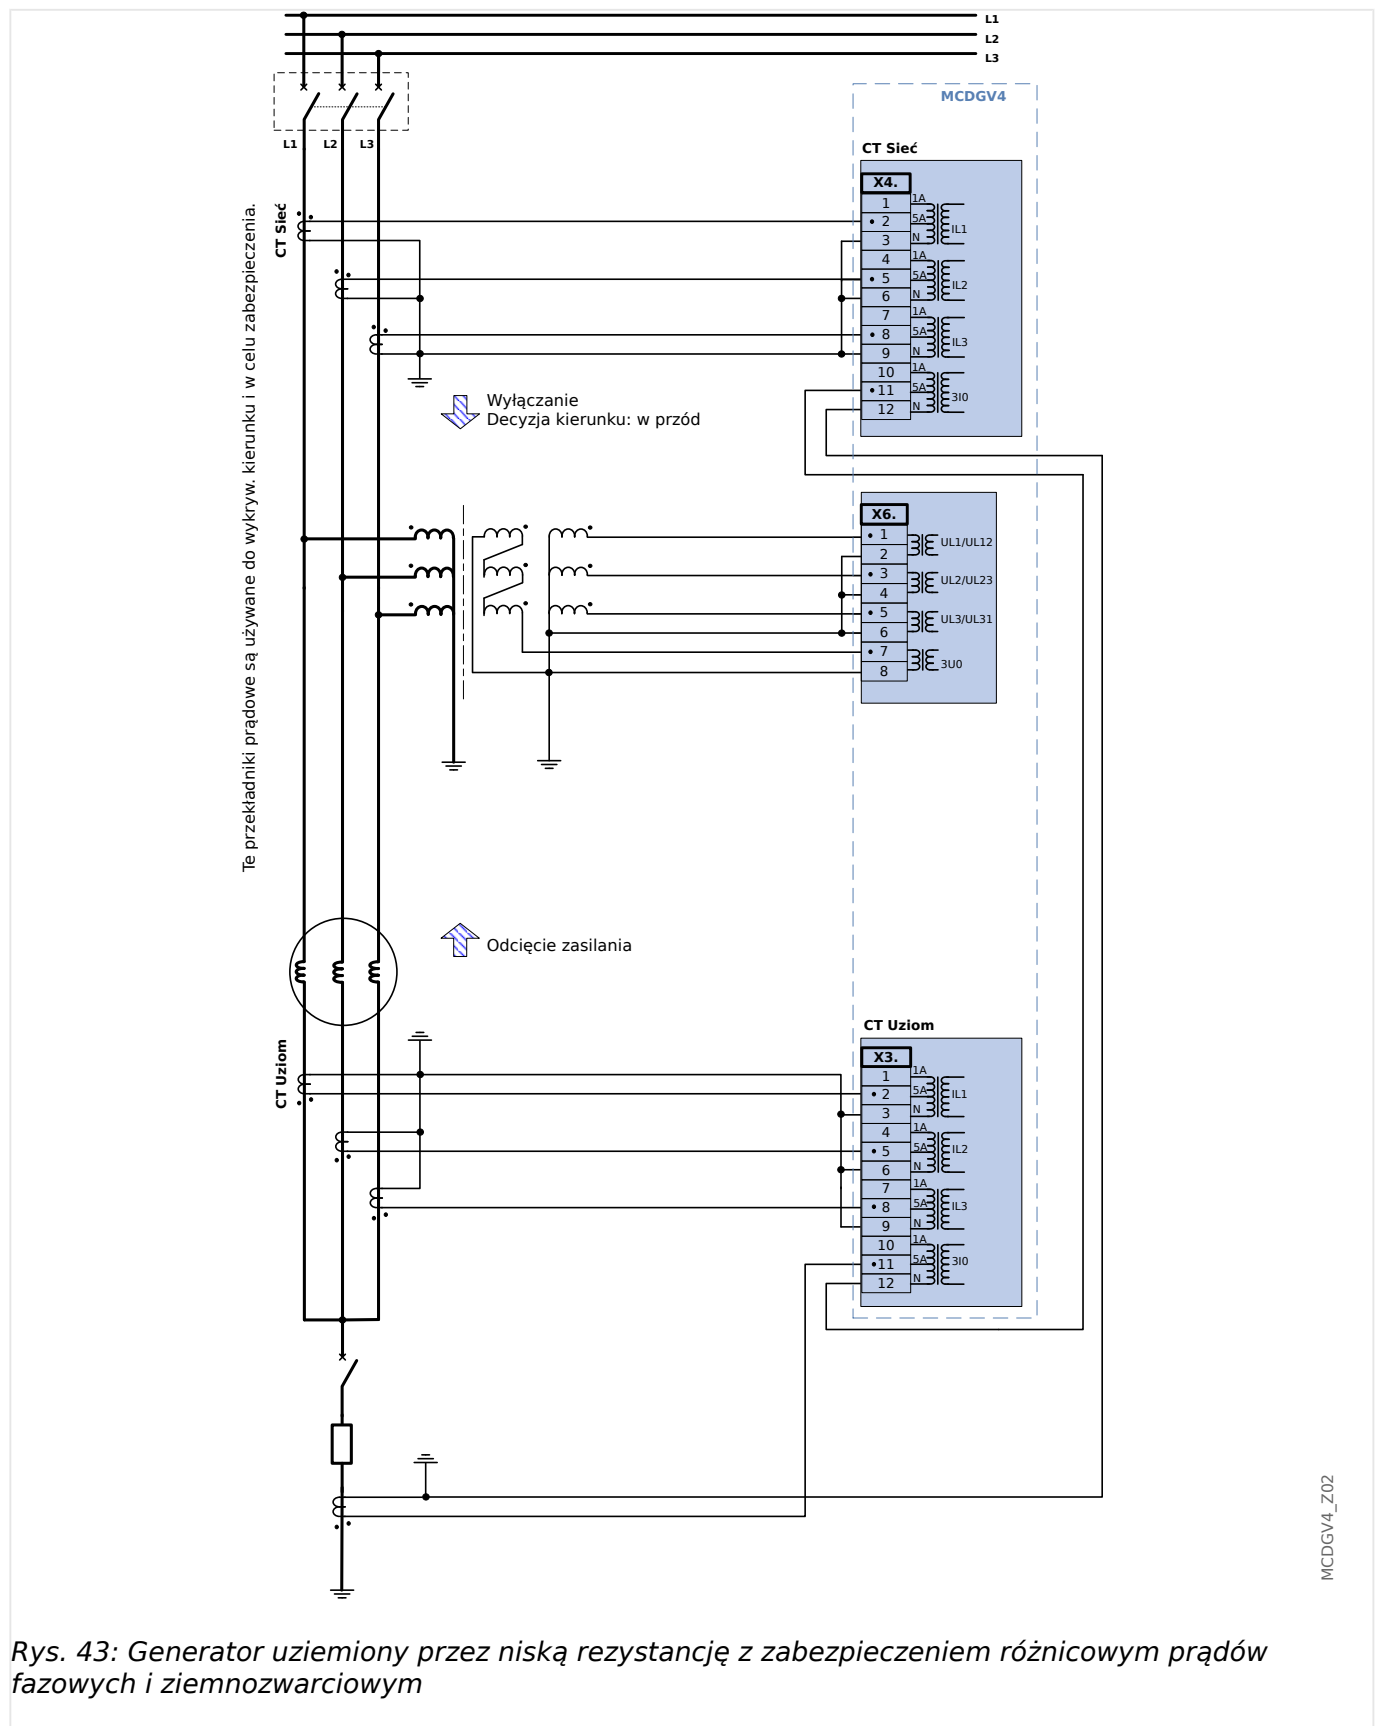 L1
L2
L3
MCDGV4
L1 L2 L3
CT Sieć
Te przekładniki prądowe są używane do wykryw. kierunku i w celu zabezpieczenia.
CT Sieć
X4.
1 1A
2 5A
3 N
IL1
4 1A
5 5A
6 N
IL2
7 1A
8 5A
9 N
IL3
10 1A
11 5A
12 N
3I0
Wyłączanie
Decyzja kierunku: w przód
X6.
1
2
UL1/UL12
3
4
UL2/UL23
5
6
UL3/UL31
7
8
3U0
Odcięcie zasilania
CT Uziom
CT Uziom
X3.
1 1A
2 5A
3 N
IL1
4 1A
5 5A
6 N
IL2
7 1A
8 5A
9 N
IL3
10 1A
11 5A
12 N
3I0
MCDGV4_Z02
Rys. 43: Generator uziemiony przez niską rezystancję z zabezpieczeniem różnicowym prądów
fazowych i ziemnozwarciowym